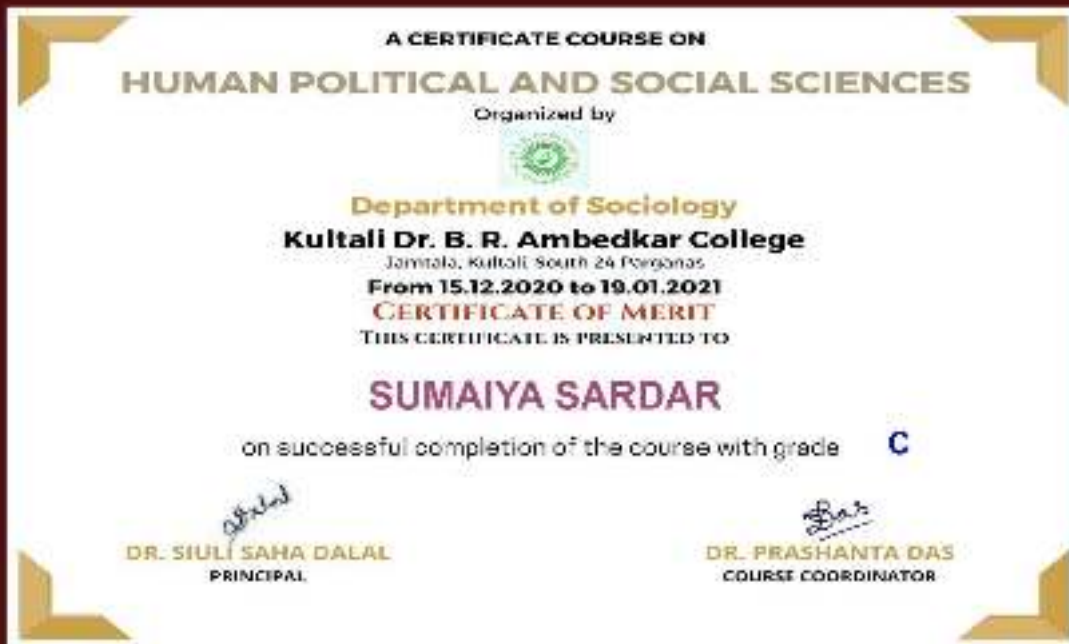 A CERTIFICATE COURSE ON
HUMAN POLITICAL AND SOCIAL SCIENCES
Organized by
Department of Sociology
Kultali Dr. B. R. Ambedkar College
Jamtala, Kultali, South 24 Parganas
From 15.12.2020 to 19.01.2021
CERTIFICATE OF MERIT
THIS CERTIFICATE IS PRESENTED TO
SUMAIYA SARDAR
on successful completion of the course with grade C
Das
DR. SIULI SAHA DALAL
DR. PRASHANTA DAS
PRINCIPAL
COURSE COORDINATOR